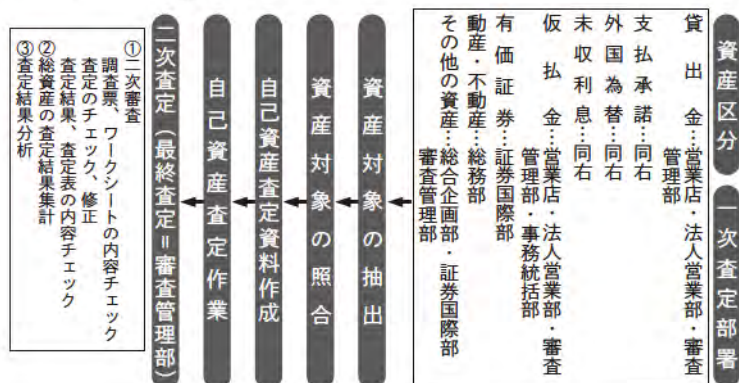 資産区分
一次査定部署
貸出金…営業店・法人営業部・審査
管理部
支払承諾…同右
外国為替…同右
未収利息…同右
仮払金…営業店・法人営業部・審査
管理部・事務統括部
有価証券…証券国際部
動産・不動産…総務部
その他の資産…総合企画部・証券国際部
審査管理部
資産対象の抽出
資産対象の照合
自己資産査定資料作成
自己資産査定作業
二次査定(最終査定=審査管理部)
①二次審査
調査票、ワークシートの内容チェック
査定のチェック、修正
査定結果、査定表の内容チェック
②総資産の査定結果集計
③査定結果分析